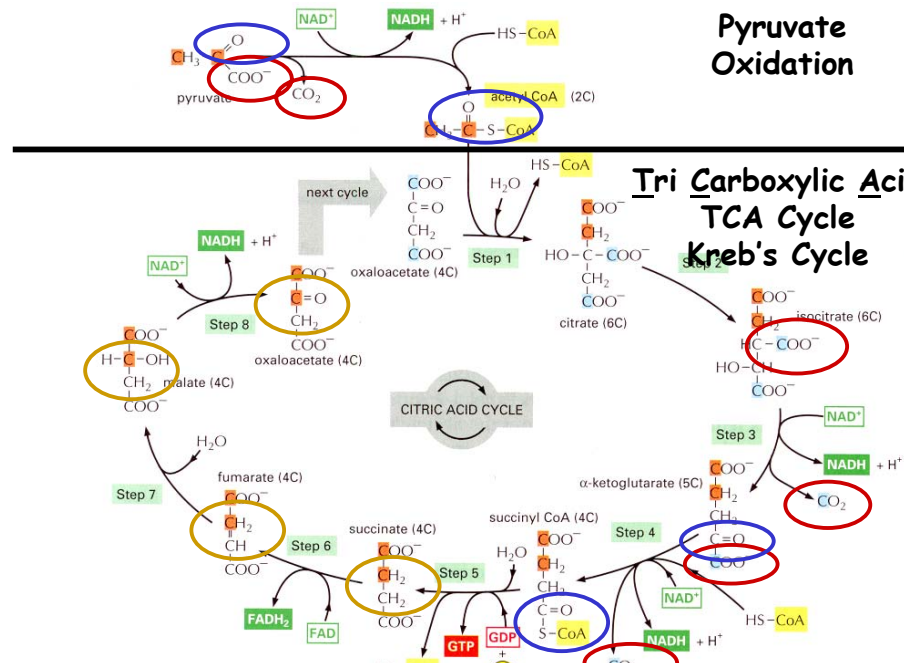 Pyruvate
Oxidation
NAD⁺
NADH + H⁺
HS–CoA
O
CH₃ C
COO⁻
pyruvate
CO₂
acetyl CoA (2C)
O
CH₃–C–S–CoA
HS–CoA
H₂O
Tri Carboxylic Aci
TCA Cycle
Kreb's Cycle
next cycle
COO⁻
C=O
CH₂
COO⁻
oxaloacetate (4C)
Step 1
COO⁻
CH₂
HO–C–COO⁻
CH₂
COO⁻
citrate (6C)
Step 2
COO⁻
CH₂
HC–COO⁻
HO–CH
COO⁻
isocitrate (6C)
NAD⁺
NADH + H⁺
Step 8
COO⁻
C=O
CH₂
COO⁻
oxaloacetate (4C)
COO⁻
H–C–OH
CH₂
COO⁻
malate (4C)
CITRIC ACID CYCLE
Step 3
NAD⁺
NADH + H⁺
CO₂
α-ketoglutarate (5C)
COO⁻
CH₂
CH₂
C=O
COO⁻
H₂O
Step 7
fumarate (4C)
COO⁻
CH₂
CH
COO⁻
Step 6
FADH₂
FAD
succinate (4C)
COO⁻
CH₂
CH₂
COO⁻
Step 5
H₂O
GTP
GDP
+
succinyl CoA (4C)
COO⁻
CH₂
CH₂
C=O
S–CoA
Step 4
NAD⁺
NADH + H⁺
HS–CoA